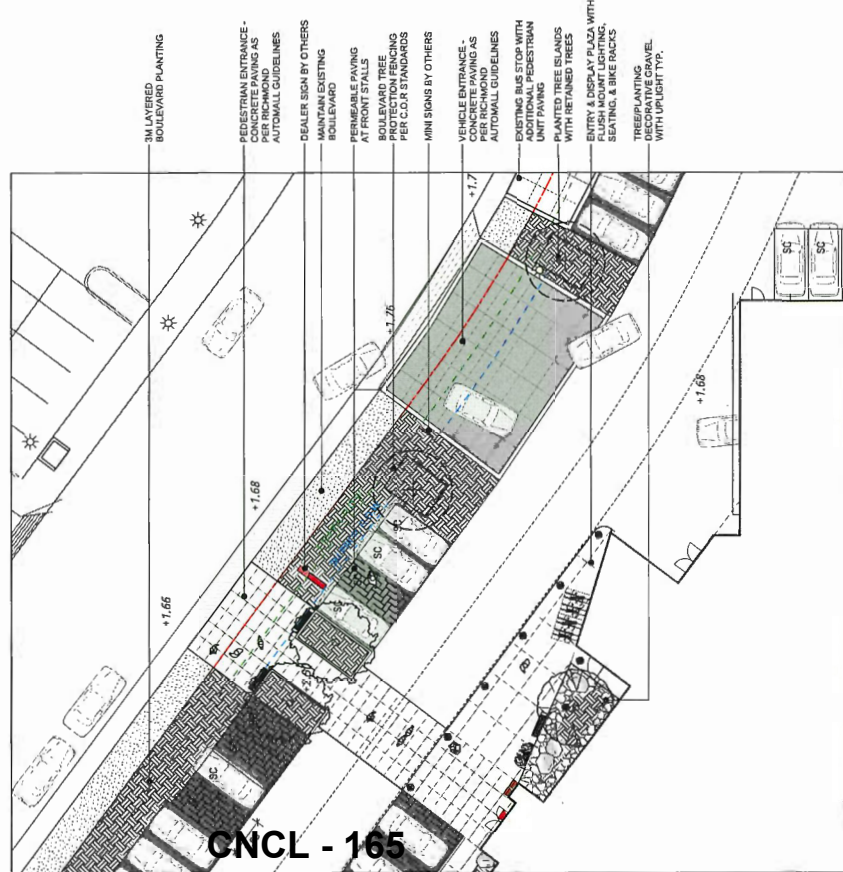 3M LAYERED
BOULEVARD PLANTING
PEDESTRIAN ENTRANCE -
CONCRETE PAVING AS
PER RICHMOND
AUTOMALL GUIDELINES
DEALER SIGN BY OTHERS
MAINTAIN EXISTING
BOULEVARD
PERMEABLE PAVING
AT FRONT STALLS
BOULEVARD TREE
PROTECTION FENCING
PER C.O.R STANDARDS
MINI SIGNS BY OTHERS
VEHICLE ENTRANCE -
CONCRETE PAVING AS
PER RICHMOND
AUTOMALL GUIDELINES
EXISTING BUS STOP WITH
ADDITIONAL PEDESTRIAN
UNIT PAVING
PLANTED TREE ISLANDS
WITH RETAINED TREES
ENTRY & DISPLAY PLAZA WITH
FLUSH MOUNT LIGHTING,
SEATING, & BIKE RACKS
TREE/PLANTING
DECORATIVE GRAVEL
WITH UPLIGHT TYP.
+1.66
+1.68
+1.76
+1.7
+1.68
SC
SC
SC
SC
SC
SC
CNCL - 165